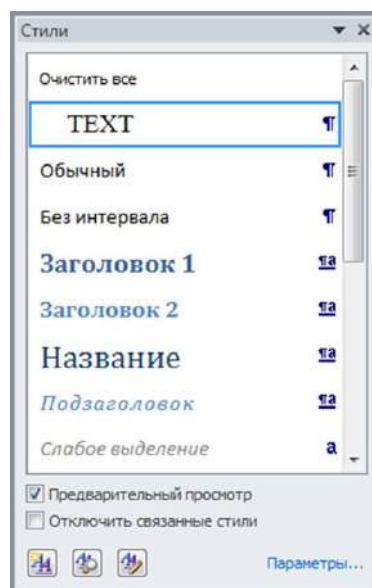 Стили
Очистить все
TEXT ¶
Обычный ¶
Без интервала ¶
Заголовок 1 ¶a
Заголовок 2 ¶a
Название ¶a
Подзаголовок ¶a
Слабое выделение a
Предварительный просмотр
Отключить связанные стили
Параметры...